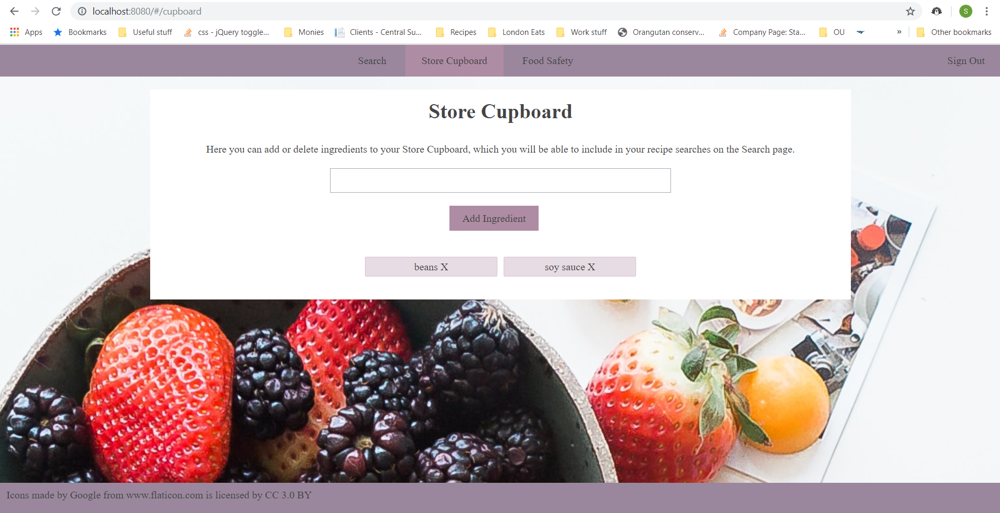 localhost:8080/#/cupboard
S
Apps Bookmarks Useful stuff css - jQuery toggle... Monies Clients - Central Su... Recipes London Eats Work stuff Orangutan conserv... Company Page: Sta... OU » Other bookmarks
Search Store Cupboard Food Safety Sign Out
Store Cupboard
Here you can add or delete ingredients to your Store Cupboard, which you will be able to include in your recipe searches on the Search page.
Add Ingredient
beans X soy sauce X
Icons made by Google from www.flaticon.com is licensed by CC 3.0 BY